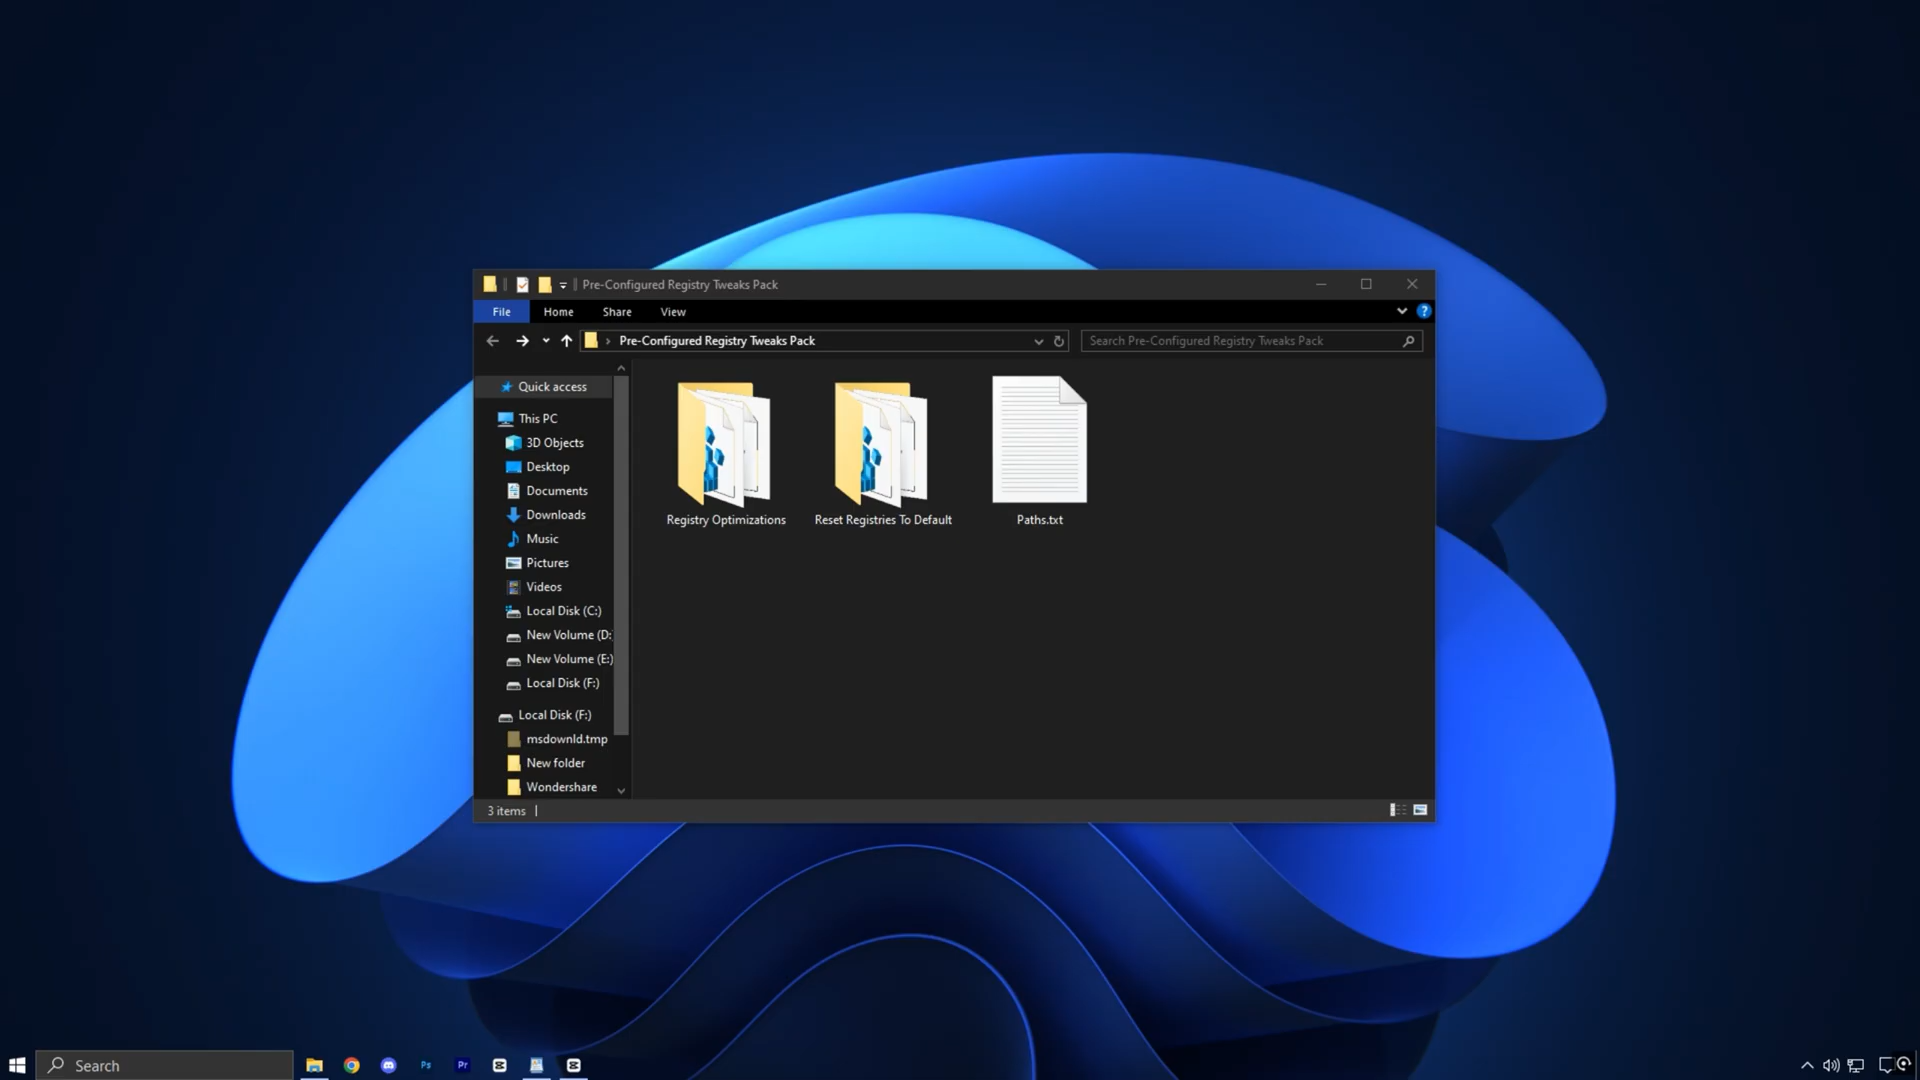 Pre-Configured Registry Tweaks Pack
File Home Share View
?
Pre-Configured Registry Tweaks Pack
Search Pre-Configured Registry Tweaks Pack
Quick access
This PC
3D Objects
Desktop
Documents
Downloads
Music
Pictures
Videos
Local Disk (C:)
New Volume (D:
New Volume (E:)
Local Disk (F:)
Local Disk (F:)
msdownld.tmp
New folder
Wondershare
Registry Optimizations
Reset Registries To Default
Paths.txt
3 items
Search
Ps
Pr